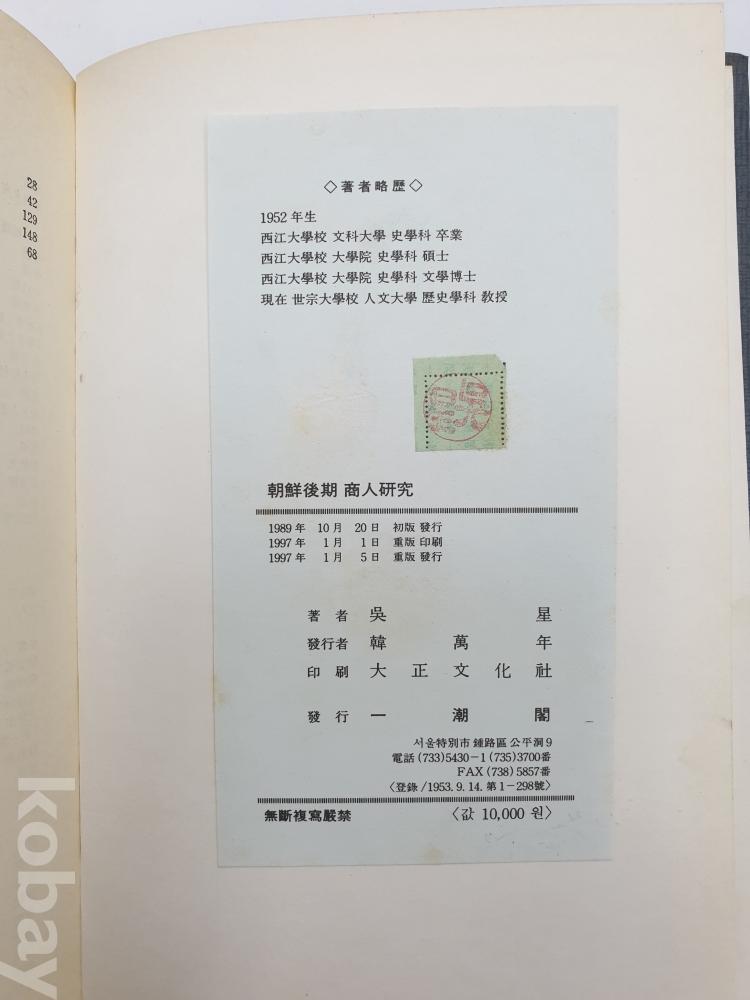 28
42
129
148
68
◇著者略歷◇
1952年生
西江大學校 文科大學 史學科 卒業
西江大學校 大學院 史學科 碩士
西江大學校 大學院 史學科 文學博士
現在 世宗大學校 人文大學 歷史學科 敎授
朝鮮後期 商人研究
1989年 10月 20日 初版 發行
1997年 1月 1日 重版 印刷
1997年 1月 5日 重版 發行
著者 吳星
發行者 韓萬年
印刷 大正文化社
發行 一潮閣
서울特別市 鍾路區 公平洞 9
電話 (733)5430-1 (735)3700番
FAX (738) 5857番
〈登錄/1953. 9. 14. 第1-298號〉
無斷複寫嚴禁 〈값 10,000 원〉
kobay